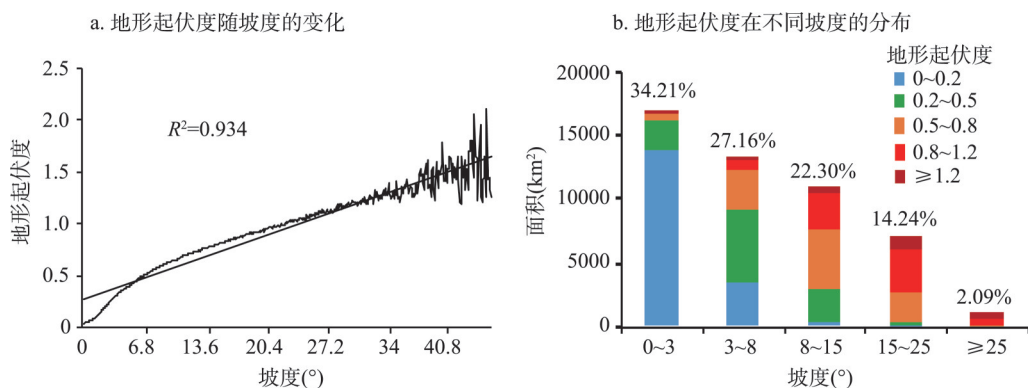 a. 地形起伏度随坡度的变化
2.5
2.0
1.5
1.0
0.5
0
地形起伏度
R²=0.934
0 6.8 13.6 20.4 27.2 34 40.8
坡度(°)
b. 地形起伏度在不同坡度的分布
地形起伏度
0~0.2
0.2~0.5
0.5~0.8
0.8~1.2
≥1.2
20000
15000
10000
5000
0
面积(km²)
34.21%
27.16%
22.30%
14.24%
2.09%
0~3 3~8 8~15 15~25 ≥25
坡度(°)